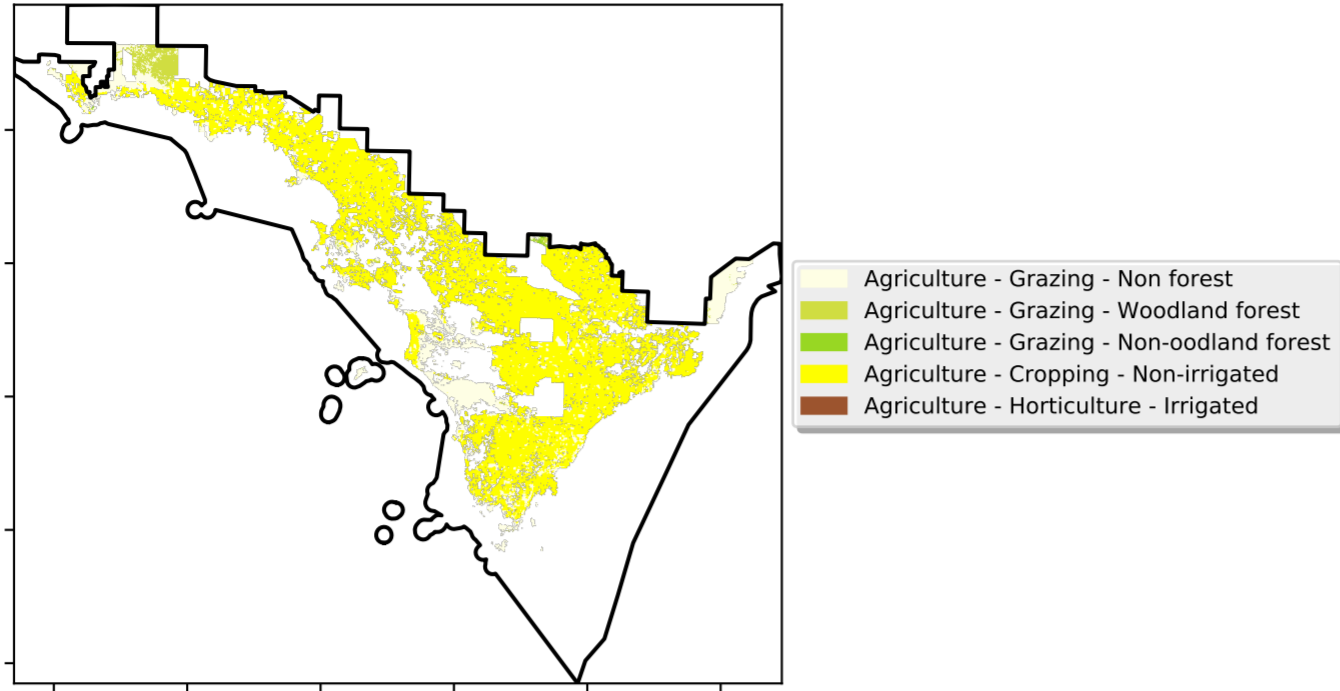 Agriculture - Grazing - Non forest
Agriculture - Grazing - Woodland forest
Agriculture - Grazing - Non-oodland forest
Agriculture - Cropping - Non-irrigated
Agriculture - Horticulture - Irrigated